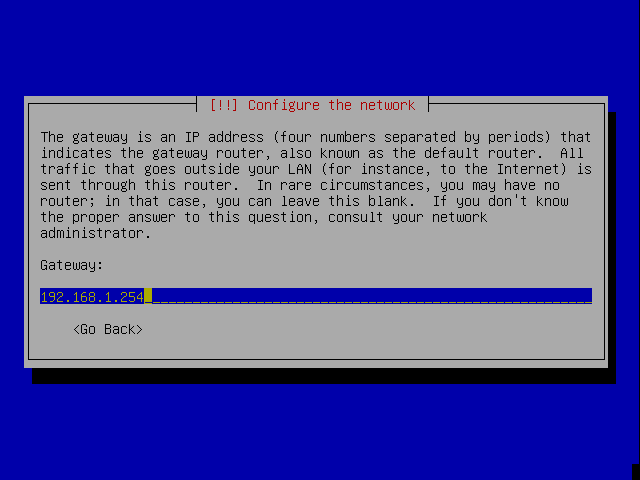 [!!] Configure the network
The gateway is an IP address (four numbers separated by periods) that
indicates the gateway router, also known as the default router.  All
traffic that goes outside your LAN (for instance, to the Internet) is
sent through this router.  In rare circumstances, you may have no
router; in that case, you can leave this blank.  If you don't know
the proper answer to this question, consult your network
administrator.
Gateway:
192.168.1.254
<Go Back>